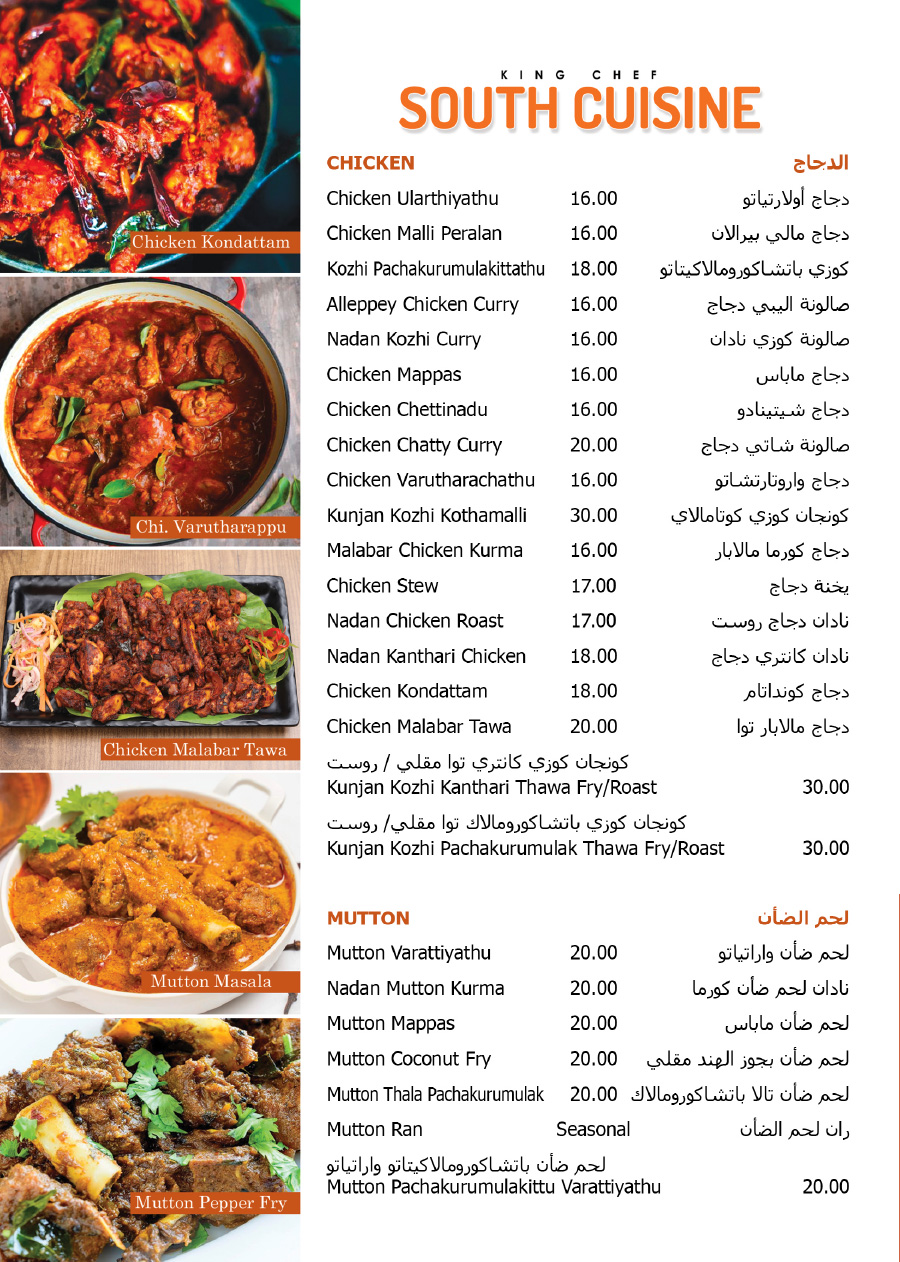 Chicken Kondattam
Chi. Varutharappu
Chicken Malabar Tawa
Mutton Masala
Mutton Pepper Fry
KING CHEF
SOUTH CUISINE
CHICKEN الدجاج
Chicken Ularthiyathu 16.00 دجاج أولارتياتو
Chicken Malli Peralan 16.00 دجاج مالي بيرالان
Kozhi Pachakurumulakittathu 18.00 كوزي باتشاكورومالاكيتاتو
Alleppey Chicken Curry 16.00 صالونة اليبي دجاج
Nadan Kozhi Curry 16.00 صالونة كوزي نادان
Chicken Mappas 16.00 دجاج ماباس
Chicken Chettinadu 16.00 دجاج شيتينادو
Chicken Chatty Curry 20.00 صالونة شاتي دجاج
Chicken Varutharachathu 16.00 دجاج واروتارتشاتو
Kunjan Kozhi Kothamalli 30.00 كونجان كوزي كوتامالاي
Malabar Chicken Kurma 16.00 دجاج كورما مالابار
Chicken Stew 17.00 يخنة دجاج
Nadan Chicken Roast 17.00 نادان دجاج روست
Nadan Kanthari Chicken 18.00 نادان كانتري دجاج
Chicken Kondattam 18.00 دجاج كونداتام
Chicken Malabar Tawa 20.00 دجاج مالابار توا
كونجان كوزي كانتري توا مقلي / روست
Kunjan Kozhi Kanthari Thawa Fry/Roast 30.00
كونجان كوزي باتشاكورومالاك توا مقلي/ روست
Kunjan Kozhi Pachakurumulak Thawa Fry/Roast 30.00
MUTTON لحم الضأن
Mutton Varattiyathu 20.00 لحم ضأن واراتياتو
Nadan Mutton Kurma 20.00 نادان لحم ضأن كورما
Mutton Mappas 20.00 لحم ضأن ماباس
Mutton Coconut Fry 20.00 لحم ضأن بجوز الهند مقلي
Mutton Thala Pachakurumulak 20.00 لحم ضأن تالا باتشاكورومالاك
Mutton Ran Seasonal ران لحم الضأن
لحم ضأن باتشاكورومالاكيتاتو واراتياتو
Mutton Pachakurumulakittu Varattiyathu 20.00